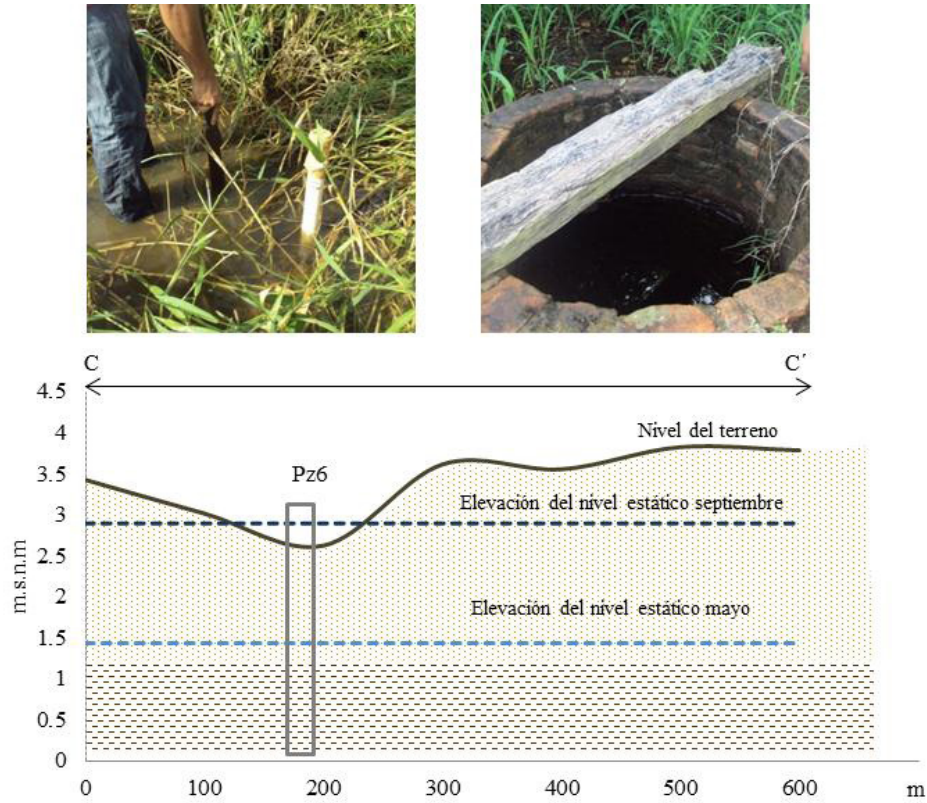 C C´
4.5
4
3.5
3
2.5
2
1.5
1
0.5
0
m.s.n.m
Nivel del terreno
Pz6
Elevación del nivel estático septiembre
Elevación del nivel estático mayo
0 100 200 300 400 500 600 m